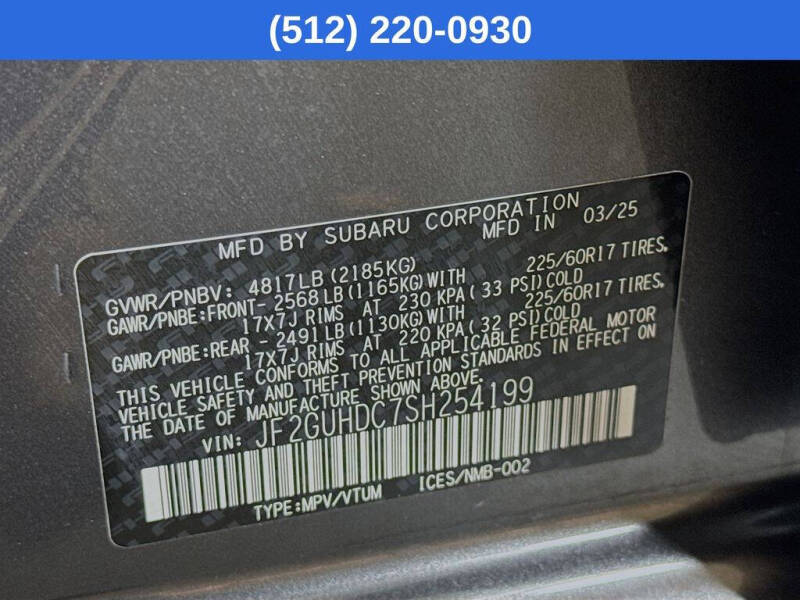 (512) 220-0930
MFD BY SUBARU CORPORATION
MFD IN 03/25
GVWR/PNBV: 4817LB (2185KG)
GAWR/PNBE:FRONT- 2568LB (1165KG)WITH 225/60R17 TIRES,
17X7J RIMS AT 230 KPA (33 PSI)COLD
GAWR/PNBE:REAR - 2491LB(1130KG)WITH 225/60R17 TIRES,
17X7J RIMS AT 220 KPA (32 PSI)COLD
THIS VEHICLE CONFORMS TO ALL APPLICABLE FEDERAL MOTOR
VEHICLE SAFETY AND THEFT PREVENTION STANDARDS IN EFFECT ON
THE DATE OF MANUFACTURE SHOWN ABOVE.
VIN: JF2GUHDC7SH254199
TYPE:MPV/VTUM ICES/NMB-002